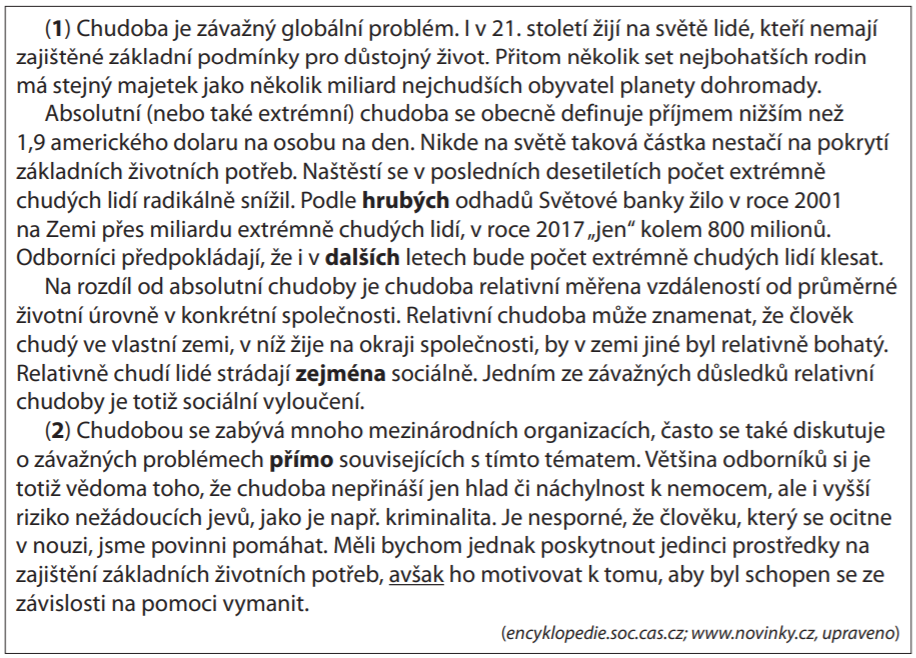 (1) Chudoba je závažný globální problém. I v 21. století žijí na světě lidé, kteří nemají
zajištěné základní podmínky pro důstojný život. Přitom několik set nejbohatších rodin
má stejný majetek jako několik miliard nejchudších obyvatel planety dohromady.
Absolutní (nebo také extrémní) chudoba se obecně definuje příjmem nižším než
1,9 amerického dolaru na osobu na den. Nikde na světě taková částka nestačí na pokrytí
základních životních potřeb. Naštěstí se v posledních desetiletích počet extrémně
chudých lidí radikálně snížil. Podle hrubých odhadů Světové banky žilo v roce 2001
na Zemi přes miliardu extrémně chudých lidí, v roce 2017 „jen“ kolem 800 milionů.
Odborníci předpokládají, že i v dalších letech bude počet extrémně chudých lidí klesat.
Na rozdíl od absolutní chudoby je chudoba relativní měřena vzdáleností od průměrné
životní úrovně v konkrétní společnosti. Relativní chudoba může znamenat, že člověk
chudý ve vlastní zemi, v níž žije na okraji společnosti, by v zemi jiné byl relativně bohatý.
Relativně chudí lidé strádají zejména sociálně. Jedním ze závažných důsledků relativní
chudoby je totiž sociální vyloučení.
(2) Chudobou se zabývá mnoho mezinárodních organizacích, často se také diskutuje
o závažných problémech přímo souvisejících s tímto tématem. Většina odborníků si je
totiž vědoma toho, že chudoba nepřináší jen hlad či náchylnost k nemocem, ale i vyšší
riziko nežádoucích jevů, jako je např. kriminalita. Je nesporné, že člověku, který se ocitne
v nouzi, jsme povinni pomáhat. Měli bychom jednak poskytnout jedinci prostředky na
zajištění základních životních potřeb, avšak ho motivovat k tomu, aby byl schopen se ze
závislosti na pomoci vymanit.
(encyklopedie.soc.cas.cz; www.novinky.cz, upraveno)